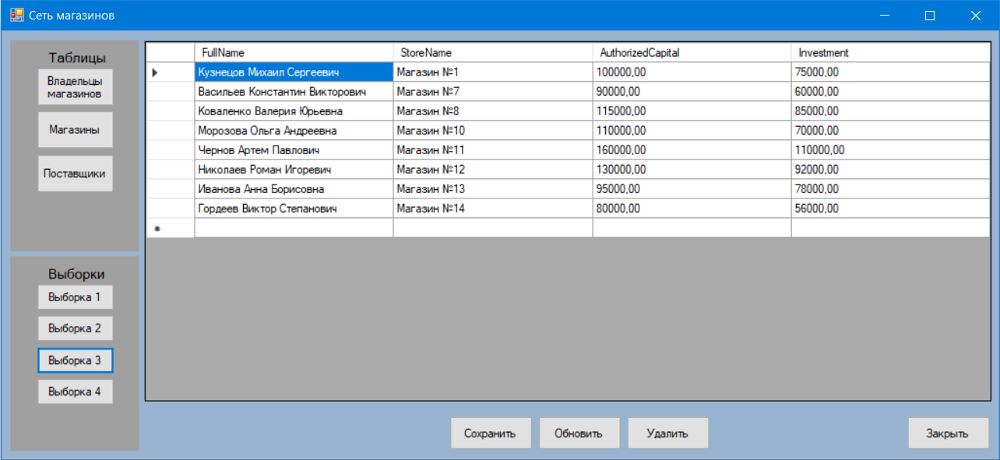 Сеть магазинов
Таблицы
Владельцы
магазинов
Магазины
Поставщики
Выборки
Выборка 1
Выборка 2
Выборка 3
Выборка 4
FullName StoreName AuthorizedCapital Investment
Кузнецов Михаил Сергеевич Магазин №1 100000,00 75000,00
Васильев Константин Викторович Магазин №7 90000,00 60000,00
Коваленко Валерия Юрьевна Магазин №8 115000,00 85000,00
Морозова Ольга Андреевна Магазин №10 110000,00 70000,00
Чернов Артем Павлович Магазин №11 160000,00 110000,00
Николаев Роман Игоревич Магазин №12 130000,00 92000,00
Иванова Анна Борисовна Магазин №13 95000,00 78000,00
Гордеев Виктор Степанович Магазин №14 80000,00 56000,00
Сохранить Обновить Удалить Закрыть